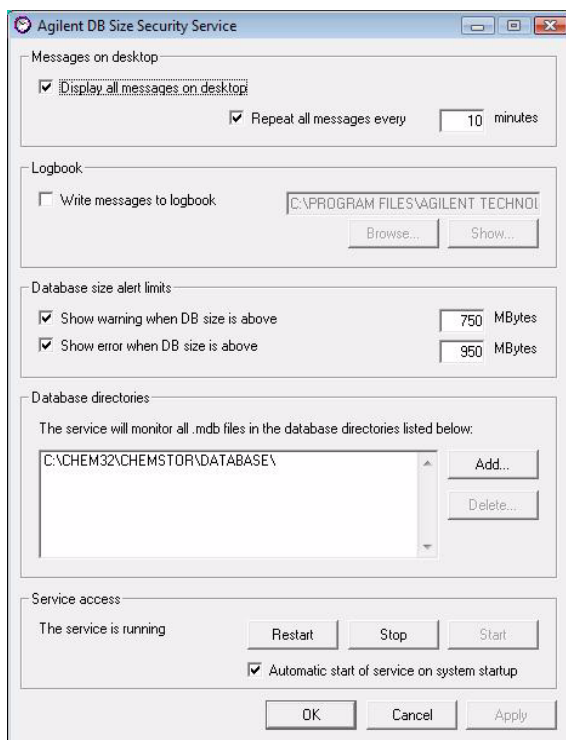 Agilent DB Size Security Service
Messages on desktop
Display all messages on desktop
Repeat all messages every 10 minutes
Logbook
Write messages to logbook C:\PROGRAM FILES\AGILENT TECHNOL
Browse... Show...
Database size alert limits
Show warning when DB size is above 750 MBytes
Show error when DB size is above 950 MBytes
Database directories
The service will monitor all .mdb files in the database directories listed below:
C:\CHEM32\CHEMSTOR\DATABASE\
Add...
Delete...
Service access
The service is running Restart Stop Start
Automatic start of service on system startup
OK Cancel Apply